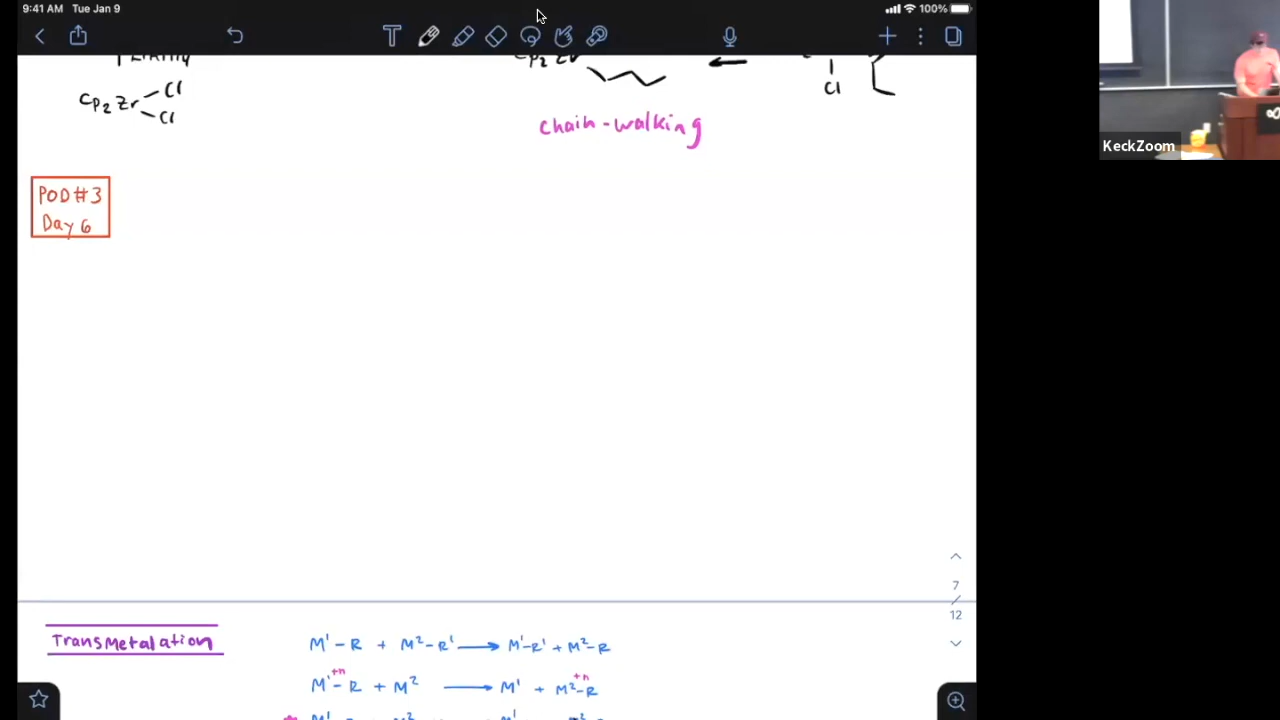 9:41 AM Tue Jan 9
100%
Cp2Zr
Cl
Cl
Cp2Zr
Cl
chain-walking
POD#3
Day 6
KeckZoom
7
12
Transmetalation
M¹-R + M²-R¹ → M¹-R¹ + M²-R
M¹⁺ⁿ-R + M² → M¹ + M²⁺ⁿ-R